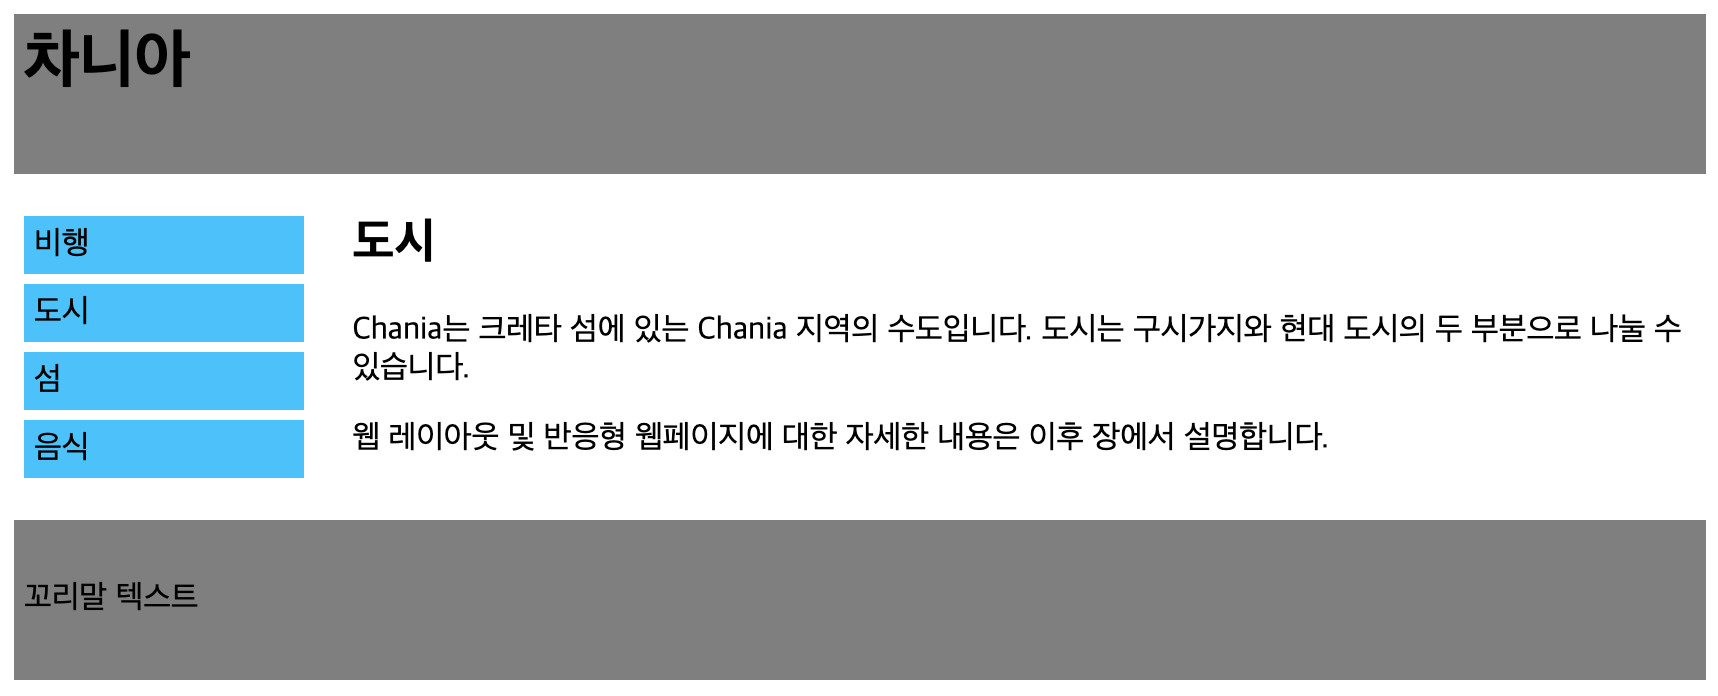 차니아
비행
도시
섬
음식
도시
Chania는 크레타 섬에 있는 Chania 지역의 수도입니다. 도시는 구시가지와 현대 도시의 두 부분으로 나눌 수
있습니다.
웹 레이아웃 및 반응형 웹페이지에 대한 자세한 내용은 이후 장에서 설명합니다.
꼬리말 텍스트